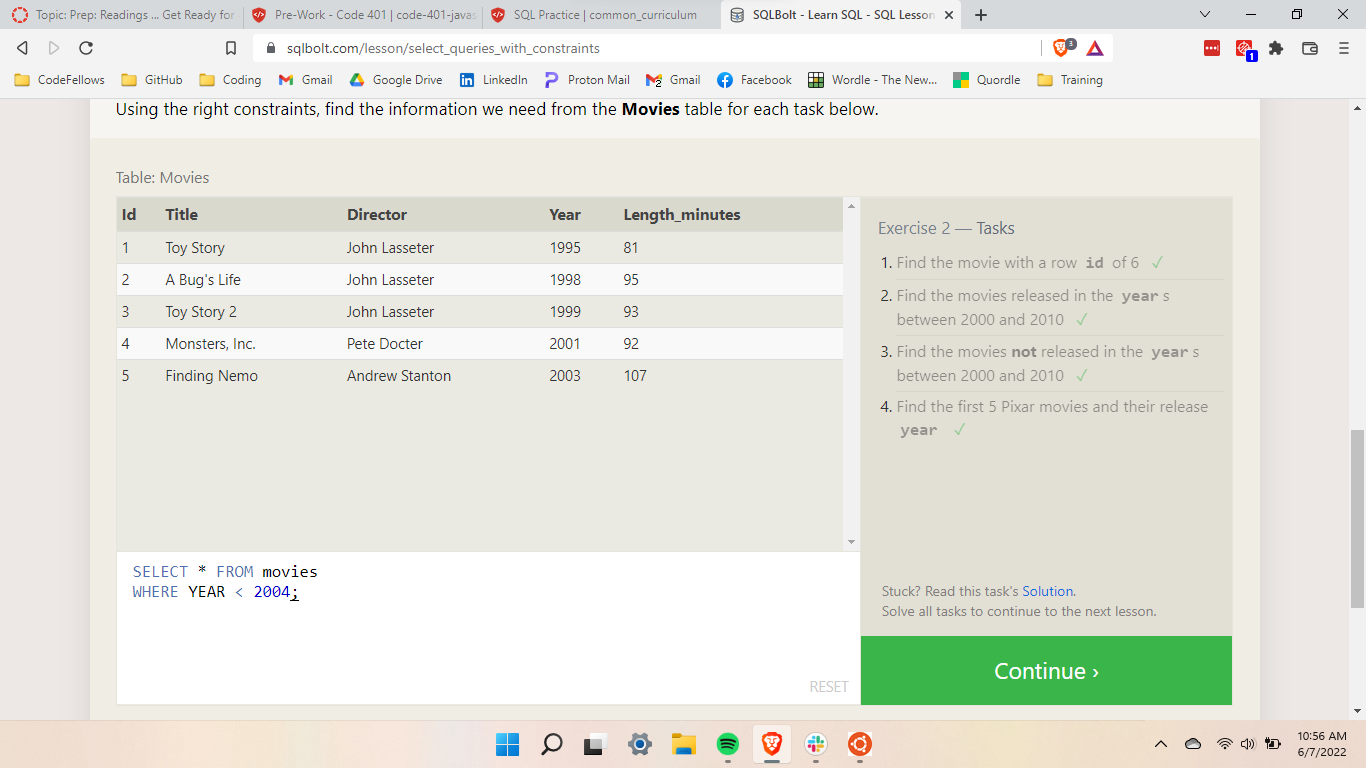 Topic: Prep: Readings ... Get Ready for
Pre-Work - Code 401 | code-401-javas
SQL Practice | common_curriculum
SQLBolt - Learn SQL - SQL Lesson
sqlbolt.com/lesson/select_queries_with_constraints
3
1
CodeFellows GitHub Coding Gmail Google Drive LinkedIn Proton Mail Gmail Facebook Wordle - The New... Quordle Training
Using the right constraints, find the information we need from the Movies table for each task below.
Table: Movies
Id Title Director Year Length_minutes
1 Toy Story John Lasseter 1995 81
2 A Bug's Life John Lasseter 1998 95
3 Toy Story 2 John Lasseter 1999 93
4 Monsters, Inc. Pete Docter 2001 92
5 Finding Nemo Andrew Stanton 2003 107
SELECT * FROM movies
WHERE YEAR < 2004;
RESET
Exercise 2 — Tasks
1. Find the movie with a row id of 6 ✓
2. Find the movies released in the year s
between 2000 and 2010 ✓
3. Find the movies not released in the year s
between 2000 and 2010 ✓
4. Find the first 5 Pixar movies and their release
year ✓
Stuck? Read this task's Solution.
Solve all tasks to continue to the next lesson.
Continue ›
10:56 AM
6/7/2022